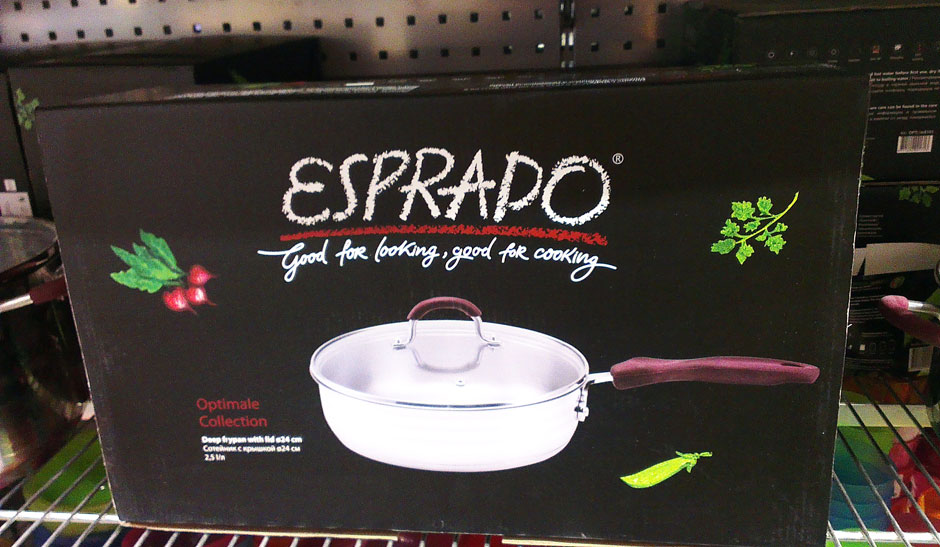 ESPRADO®
Good for looking, good for cooking
Optimale
Collection
Deep frypan with lid ø24 cm
Сотейник с крышкой ø24 см
2,5 l/л